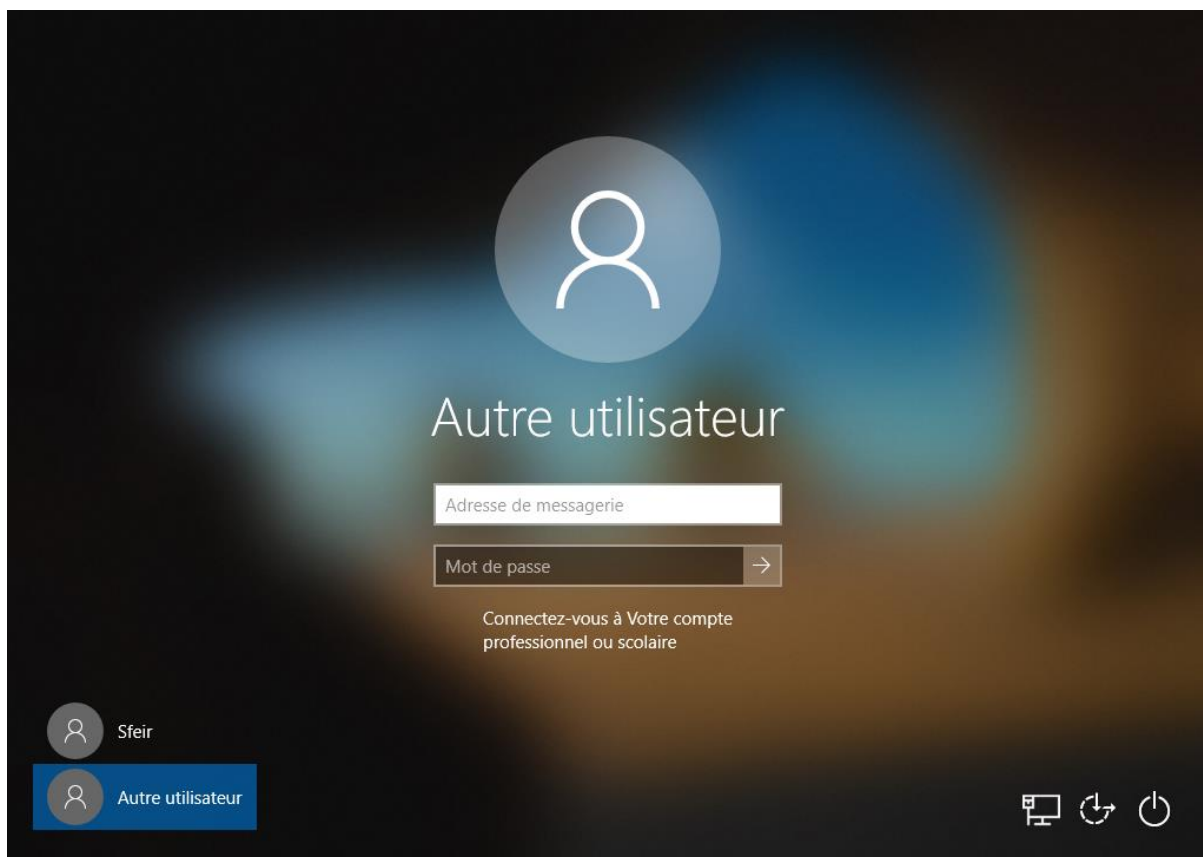 Autre utilisateur
Adresse de messagerie
Mot de passe
Connectez-vous à Votre compte
professionnel ou scolaire
Sfeir
Autre utilisateur